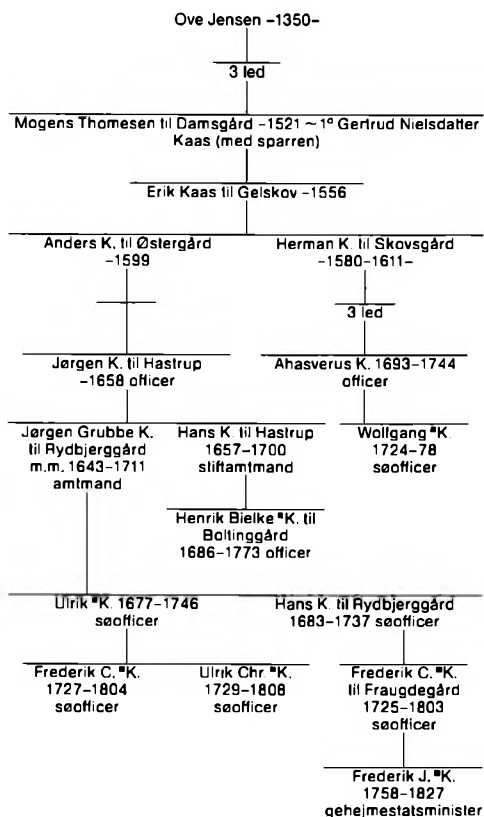 Ove Jensen –1350–
3 led
Mogens Thomesen til Damsgård –1521 ~ 1° Gertrud Nielsdatter
Kaas (med sparren)
Erik Kaas til Gelskov –1556
Anders K. til Østergård
–1599
Herman K. til Skovsgård
–1580–1611–
3 led
Jørgen K. til Hastrup
–1658 officer
Ahasverus K. 1693–1744
officer
Jørgen Grubbe K.
til Rydbjerggård
m.m. 1643–1711
amtmand
Hans K. til Hastrup
1657–1700
stiftamtmand
Wolfgang ■K.
1724–78
søofficer
Henrik Bielke ■K. til
Boltinggård
1686–1773 officer
Ulrik ■K. 1677–1746
søofficer
Hans K. til Rydbjerggård
1683–1737 søofficer
Frederik C. ■K.
1727–1804
søofficer
Ulrik Chr. ■K.
1729–1808
søofficer
Frederik C. ■K.
til Fraugdegård
1725–1803
søofficer
Frederik J. ■K.
1758–1827
gehejmestatsminister